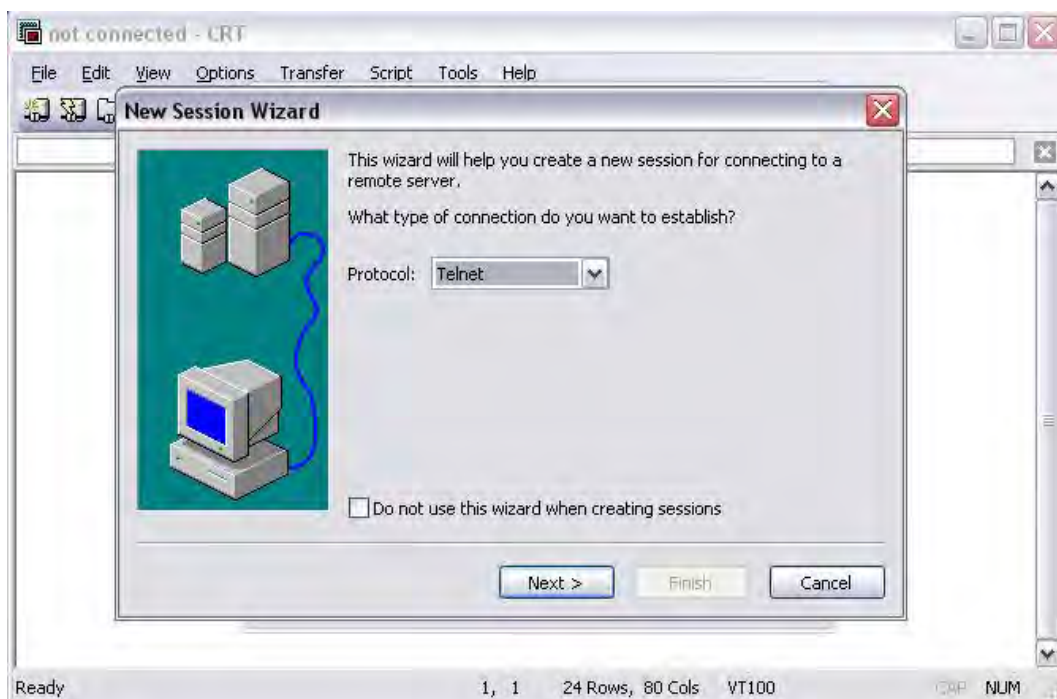 not connected - CRT
File Edit View Options Transfer Script Tools Help
New Session Wizard
This wizard will help you create a new session for connecting to a
remote server.
What type of connection do you want to establish?
Protocol: Telnet
Do not use this wizard when creating sessions
Next > Finish Cancel
Ready 1, 1 24 Rows, 80 Cols VT100 CAP NUM